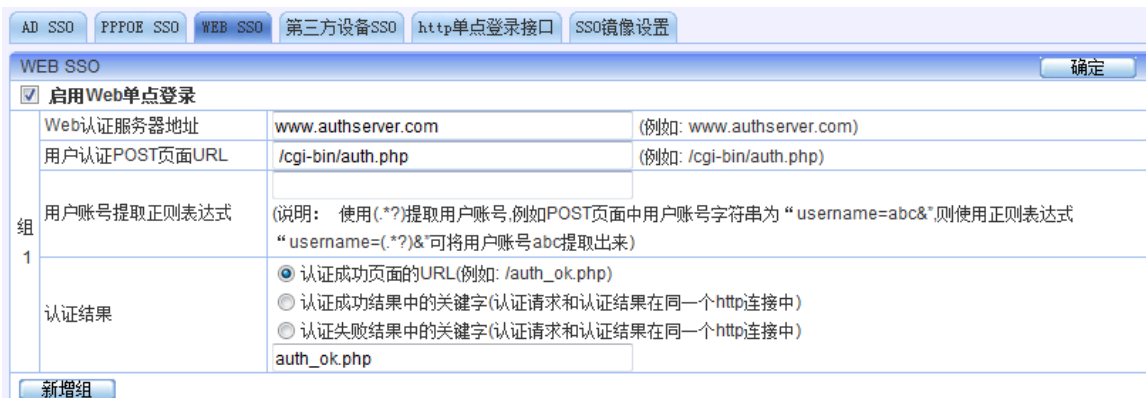 AD SSO PPPOE SSO WEB SSO 第三方设备SSO http单点登录接口 SSO镜像设置
WEB SSO 确定
启用Web单点登录
组1
Web认证服务器地址 www.authserver.com (例如: www.authserver.com)
用户认证POST页面URL /cgi-bin/auth.php (例如: /cgi-bin/auth.php)
用户账号提取正则表达式
(说明： 使用(.*?)提取用户账号,例如POST页面中用户账号字符串为“username=abc&”,则使用正则表达式
“username=(.*?)&”可将用户账号abc提取出来)
认证结果
认证成功页面的URL(例如: /auth_ok.php)
认证成功结果中的关键字(认证请求和认证结果在同一个http连接中)
认证失败结果中的关键字(认证请求和认证结果在同一个http连接中)
auth_ok.php
新增组